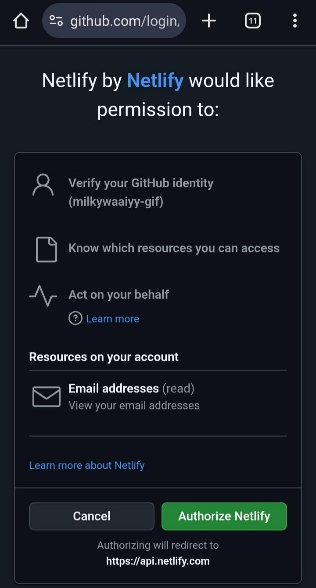 github.com/login,
11
Netlify by Netlify would like
permission to:
Verify your GitHub identity
(milkywaaiyy-gif)
Know which resources you can access
Act on your behalf
? Learn more
Resources on your account
Email addresses (read)
View your email addresses
Learn more about Netlify
Cancel
Authorize Netlify
Authorizing will redirect to
https://api.netlify.com